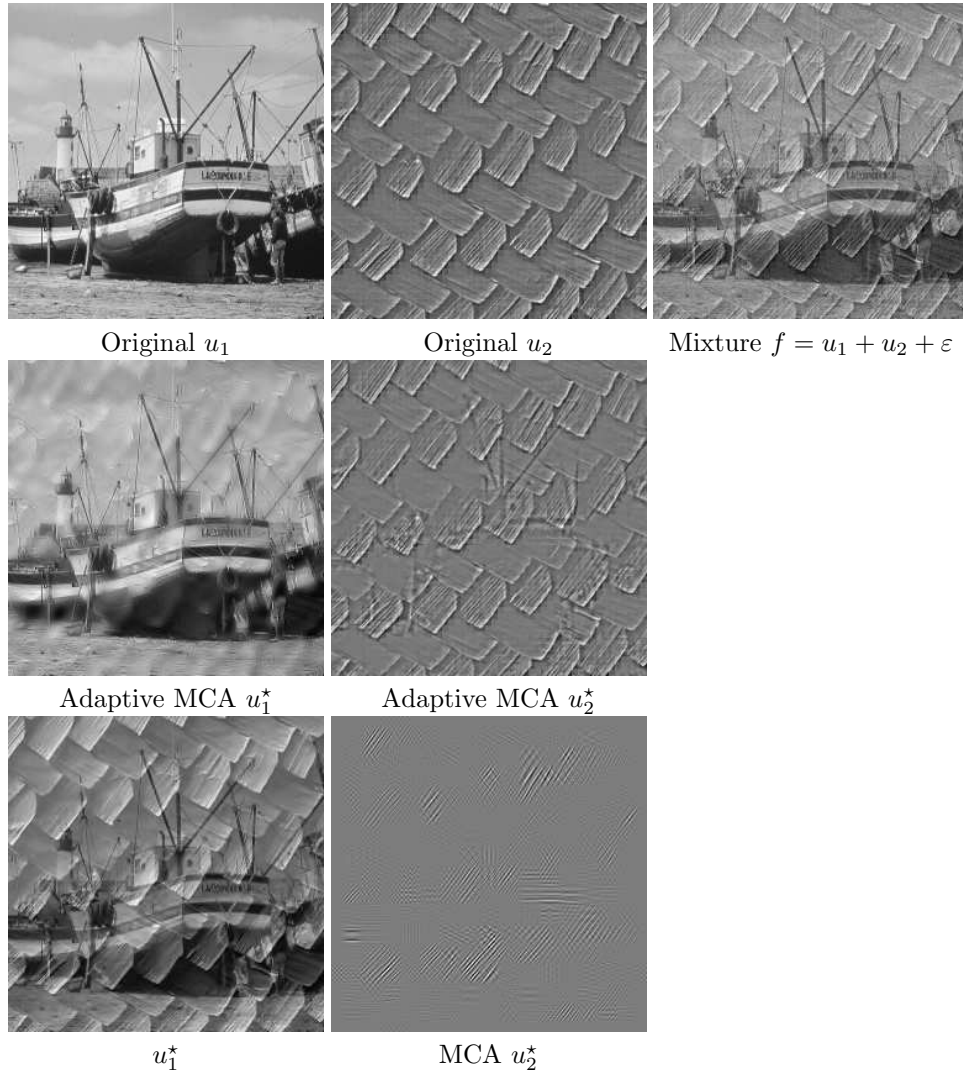 Original u₁
Original u₂
Mixture f = u₁ + u₂ + ε
Adaptive MCA u₁⋆
Adaptive MCA u₂⋆
u₁⋆
MCA u₂⋆